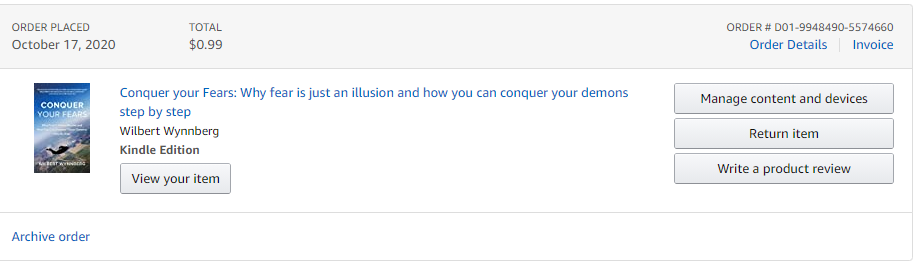 ORDER PLACED
October 17, 2020
TOTAL
$0.99
ORDER # D01-9948490-5574660
Order Details
Invoice
CONQUER
YOUR FEARS
WILBERT WYNNBERG
Conquer your Fears: Why fear is just an illusion and how you can conquer your demons
step by step
Wilbert Wynnberg
Kindle Edition
View your item
Manage content and devices
Return item
Write a product review
Archive order